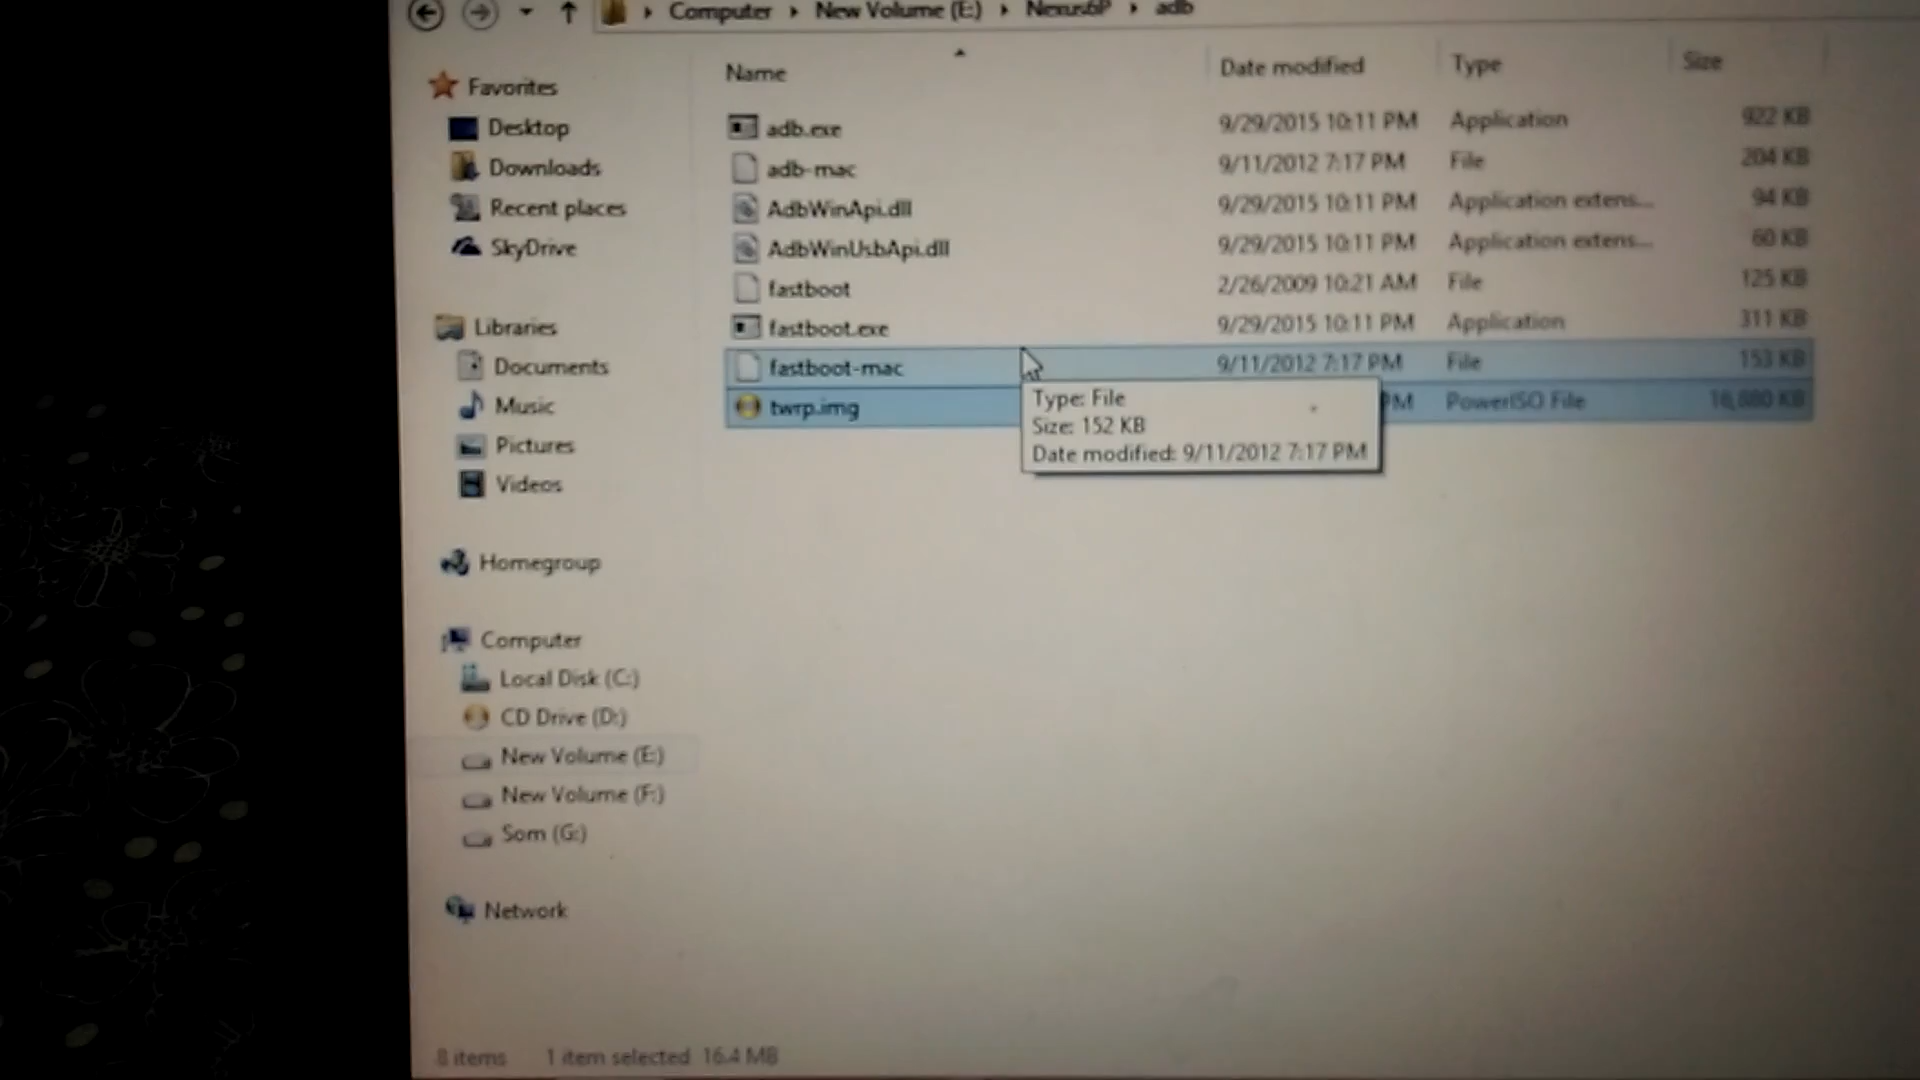 Computer New Volume (E:) Nexus6P adb
Name Date modified Type Size
Favorites
Desktop
Downloads
Recent places
SkyDrive
Libraries
Documents
Music
Pictures
Videos
Homegroup
Computer
Local Disk (C:)
CD Drive (D:)
New Volume (E:)
New Volume (F:)
Som (G:)
Network
adb.exe 9/29/2015 10:11 PM Application 922 KB
adb-mac 9/11/2012 7:17 PM File 204 KB
AdbWinApi.dll 9/29/2015 10:11 PM Application extens... 94 KB
AdbWinUsbApi.dll 9/29/2015 10:11 PM Application extens... 60 KB
fastboot 2/26/2009 10:21 AM File 125 KB
fastboot.exe 9/29/2015 10:11 PM Application 311 KB
fastboot-mac 9/11/2012 7:17 PM File 153 KB
twrp.img PM PowerISO File 16,880 KB
Type: File
Size: 152 KB
Date modified: 9/11/2012 7:17 PM
8 items 1 item selected 16.4 MB